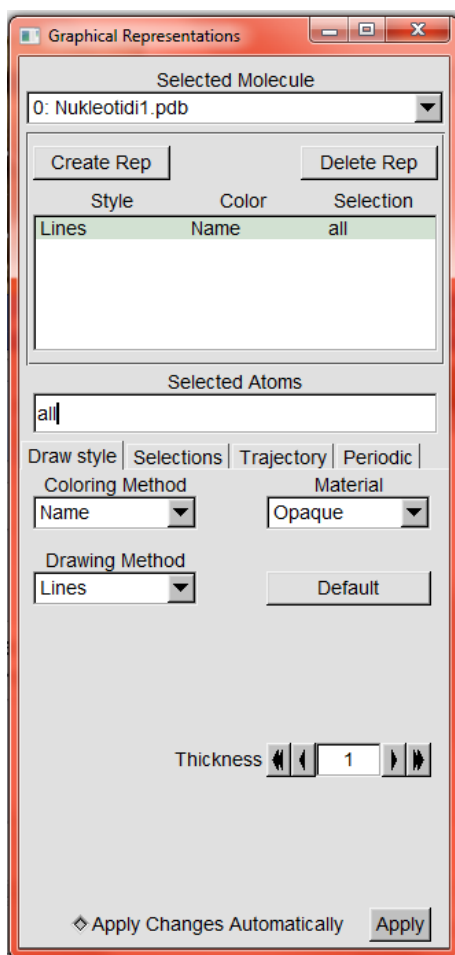 Graphical Representations
Selected Molecule
0: Nukleotidi1.pdb
Create Rep Delete Rep
Style Color Selection
Lines Name all
Selected Atoms
all
Draw style Selections Trajectory Periodic
Coloring Method Material
Name Opaque
Drawing Method
Lines Default
Thickness 1
Apply Changes Automatically Apply